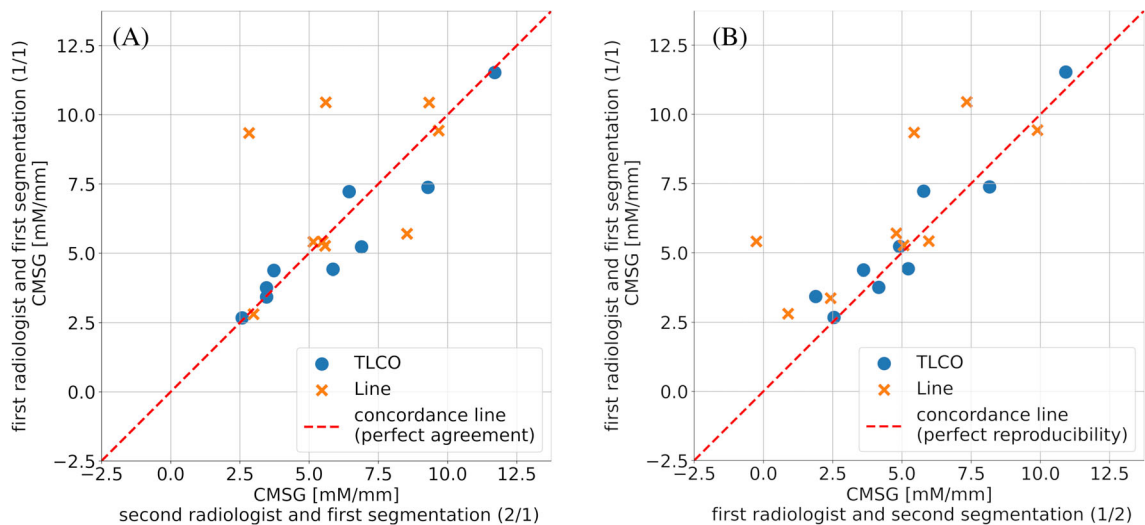 (A)
first radiologist and first segmentation (1/1)
CMSG [mM/mm]
12.5
10.0
7.5
5.0
2.5
0.0
−2.5
−2.5 0.0 2.5 5.0 7.5 10.0 12.5
CMSG [mM/mm]
second radiologist and first segmentation (2/1)
TLCO
Line
concordance line
(perfect agreement)
(B)
first radiologist and first segmentation (1/1)
CMSG [mM/mm]
12.5
10.0
7.5
5.0
2.5
0.0
−2.5
−2.5 0.0 2.5 5.0 7.5 10.0 12.5
CMSG [mM/mm]
first radiologist and second segmentation (1/2)
TLCO
Line
concordance line
(perfect reproducibility)